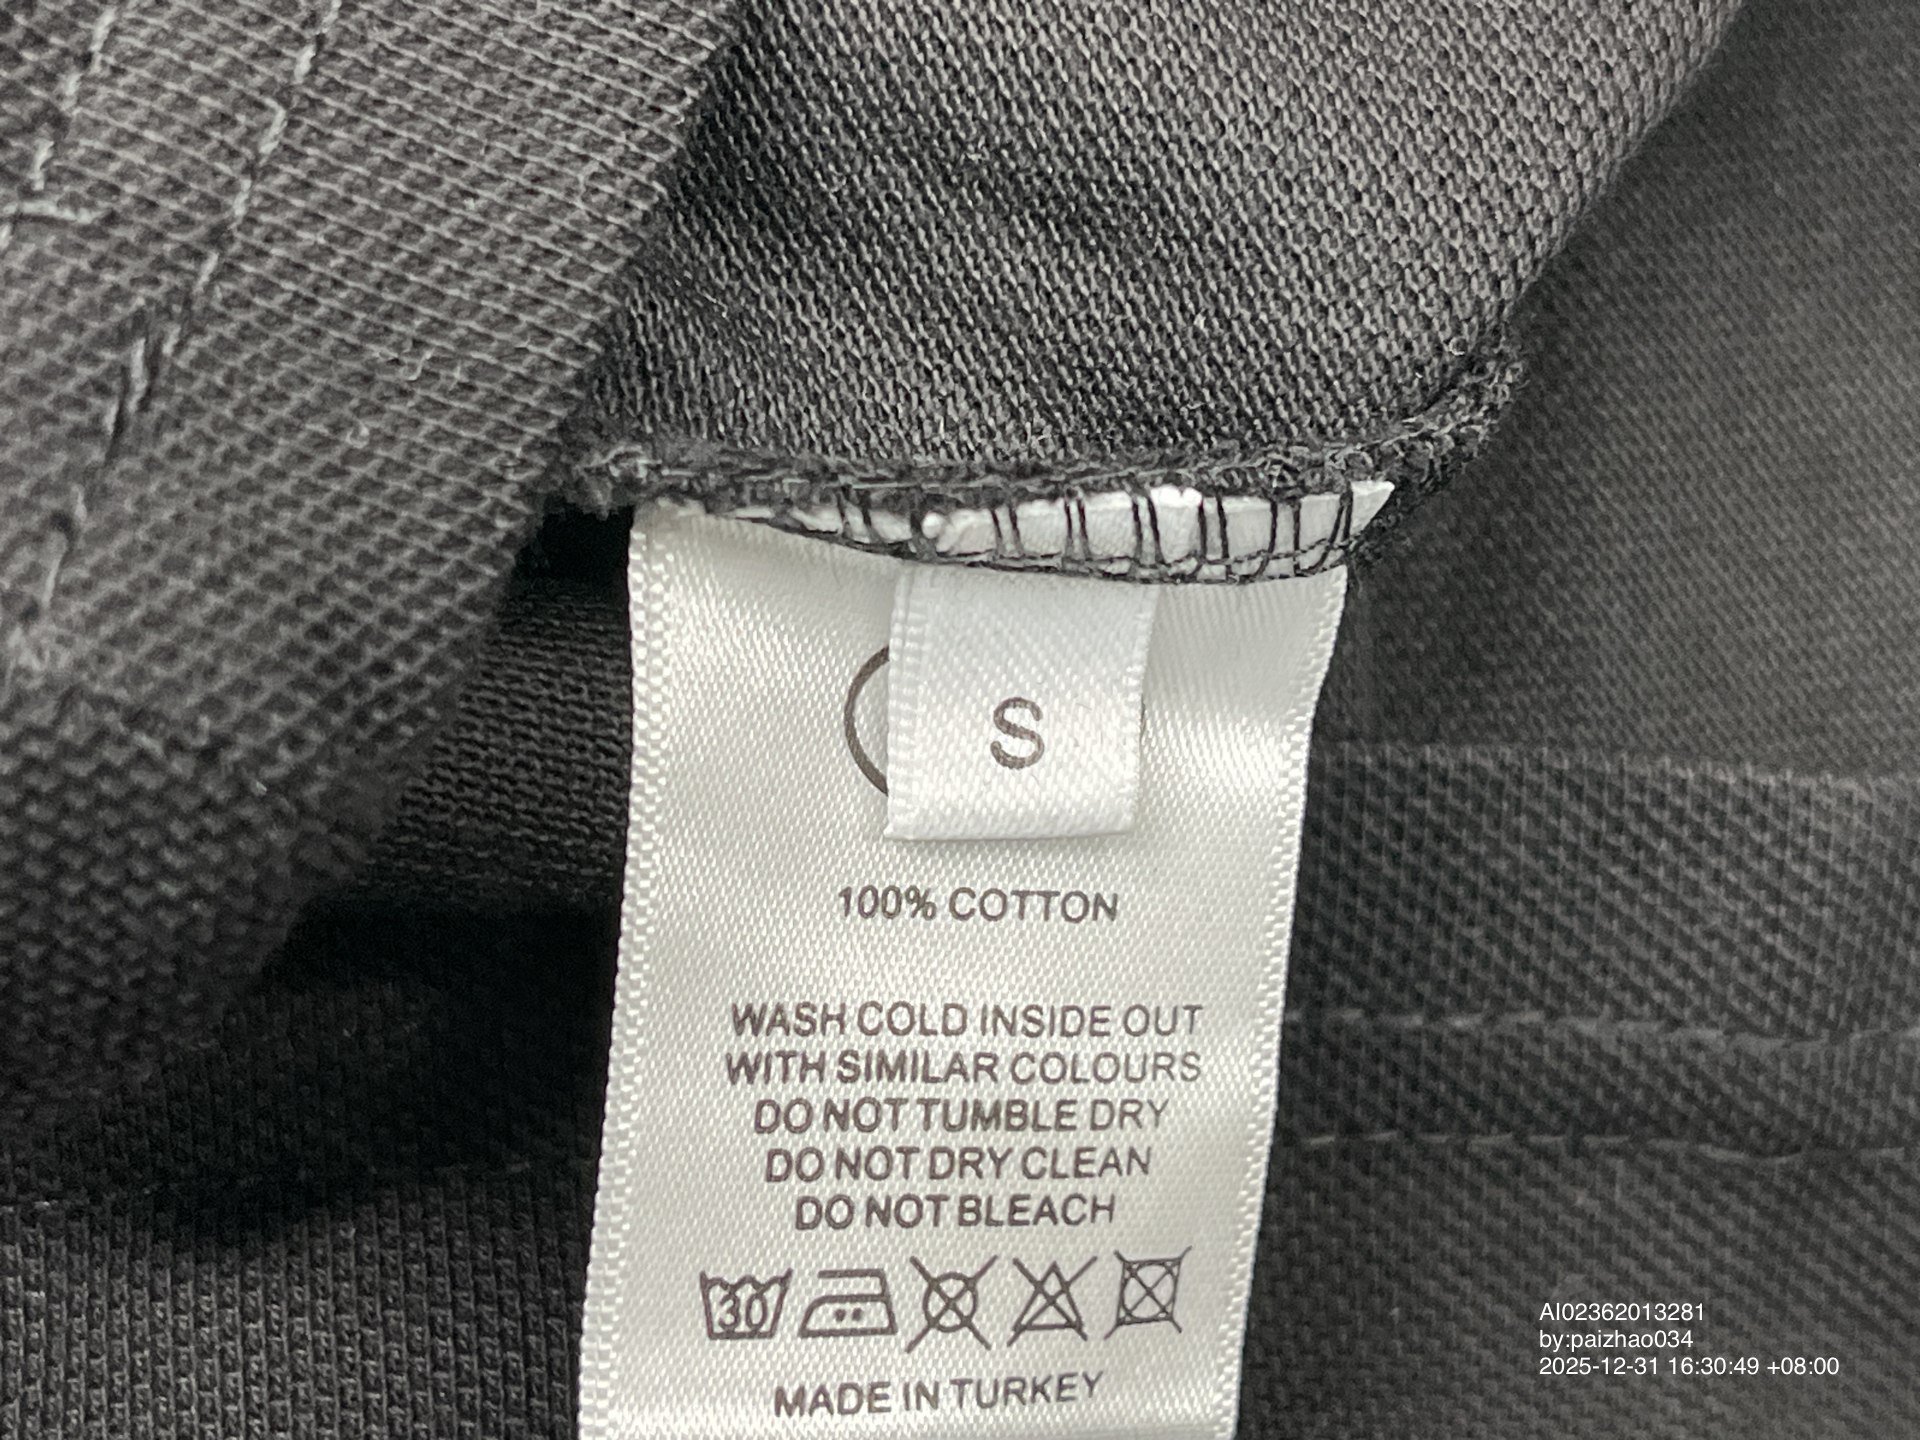 S
100% COTTON
WASH COLD INSIDE OUT
WITH SIMILAR COLOURS
DO NOT TUMBLE DRY
DO NOT DRY CLEAN
DO NOT BLEACH
30
MADE IN TURKEY
AI02362013281
by:paizhao034
2025-12-31 16:30:49 +08:00